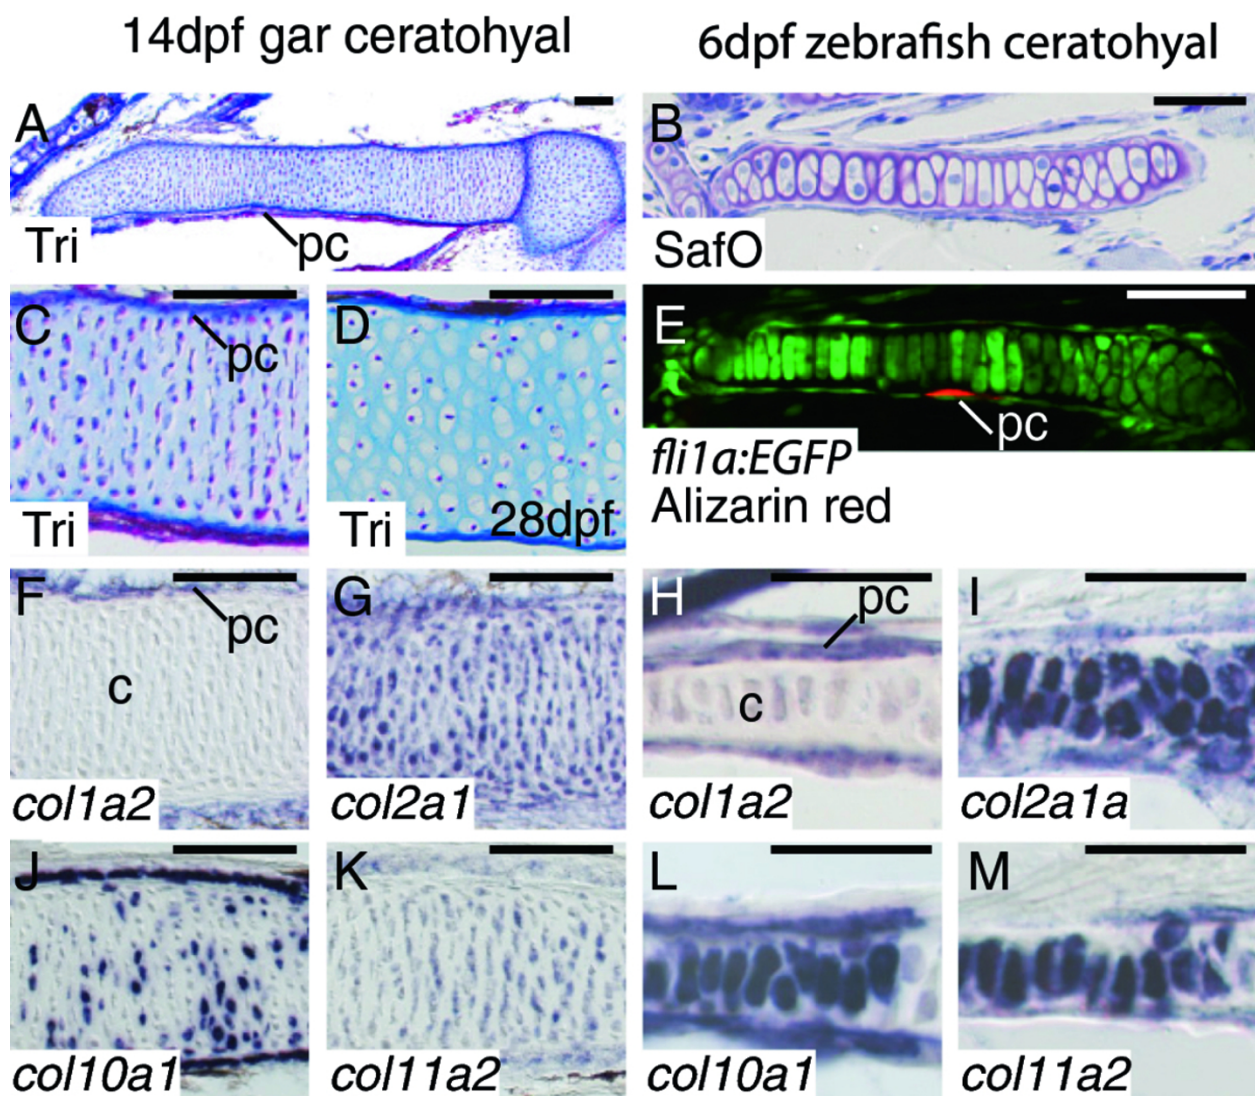 14dpf gar ceratohyal
6dpf zebrafish ceratohyal
A
Tri
pc
B
SafO
C
pc
Tri
D
Tri
28dpf
E
pc
fli1a:EGFP
Alizarin red
F
pc
c
col1a2
G
col2a1
H
pc
c
col1a2
I
col2a1a
J
col10a1
K
col11a2
L
col10a1
M
col11a2